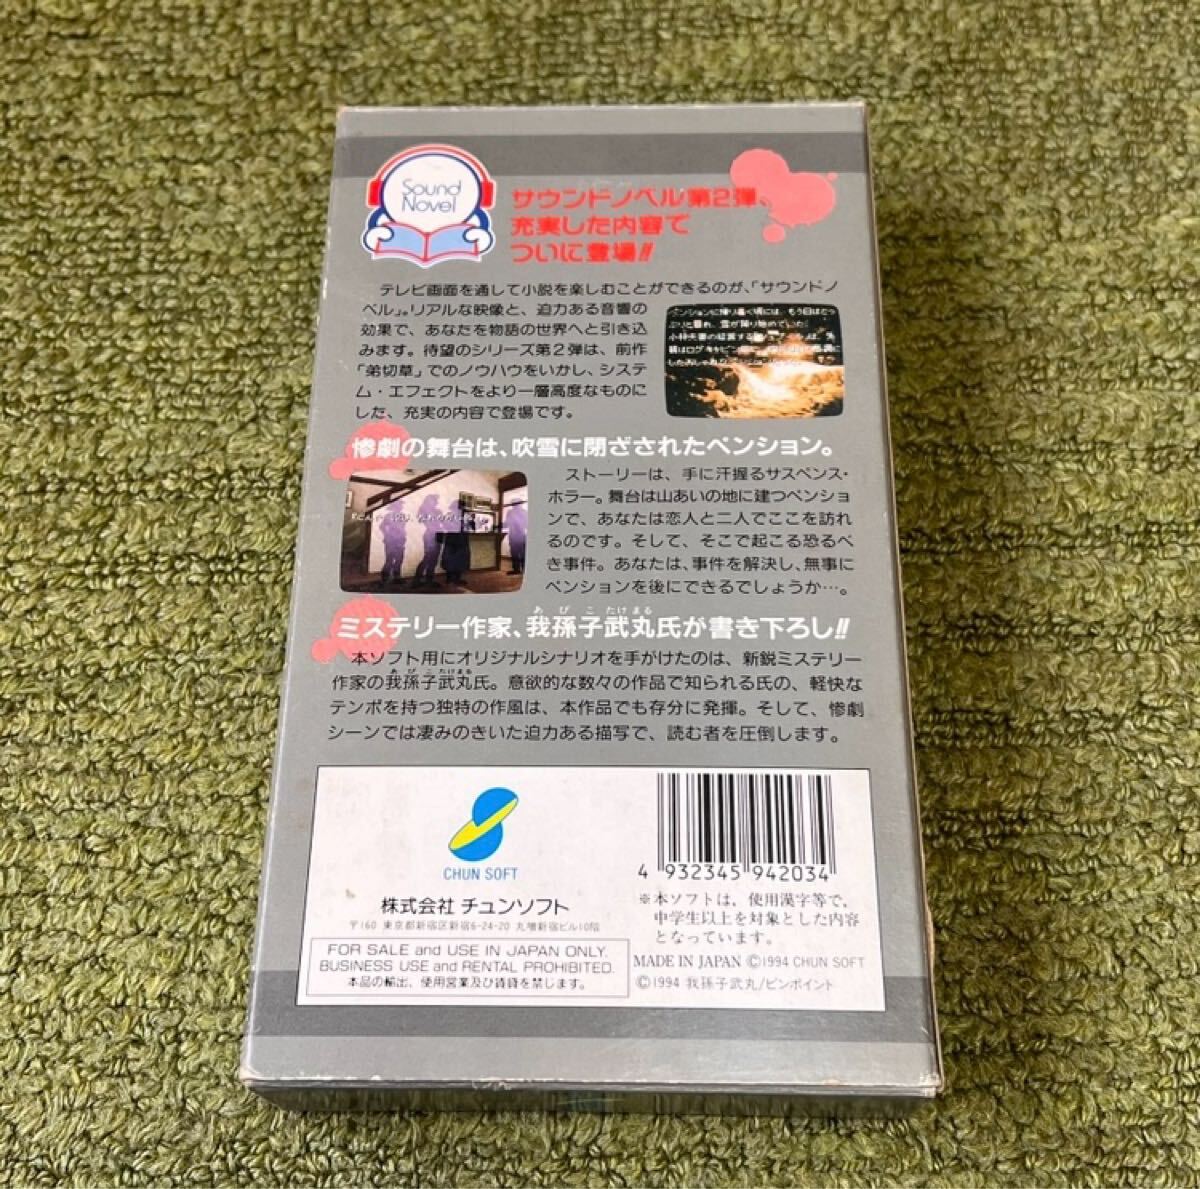 Sound
Novel
サウンドノベル第2弾、
充実した内容で
ついに登場!!
テレビ画面を通して小説を楽しむことができるのが、「サウンドノ
ベル」。リアルな映像と、迫力ある音響の
効果で、あなたを物語の世界へと引き込
みます。待望のシリーズ第2弾は、前作
「弟切草」でのノウハウをいかし、システ
ム・エフェクトをより一層高度なものに
した、充実の内容で登場です。
惨劇の舞台は、吹雪に閉ざされたペンション。
ストーリーは、手に汗握るサスペンス・
ホラー。舞台は山あいの地に建つペンショ
ンで、あなたは恋人と二人でここを訪れ
るのです。そして、そこで起こる恐るべ
き事件。あなたは、事件を解決し、無事に
ペンションを後にできるでしょうか…。
あびこたけまる
ミステリー作家、我孫子武丸氏が書き下ろし!!
本ソフト用にオリジナルシナリオを手がけたのは、新鋭ミステリー
あびこたけまる
作家の我孫子武丸氏。意欲的な数々の作品で知られる氏の、軽快な
テンポを持つ独特の作風は、本作品でも存分に発揮。そして、惨劇
シーンでは凄みのきいた迫力ある描写で、読む者を圧倒します。
CHUN SOFT
株式会社 チュンソフト
〒160 東京都新宿区新宿6-24-20 丸増新宿ビル10階
FOR SALE and USE IN JAPAN ONLY.
BUSINESS USE and RENTAL PROHIBITED.
本品の輸出、使用営業及び賃貸を禁じます。
4 932345 942034
※本ソフトは、使用漢字等で、
中学生以上を対象とした内容
となっています。
MADE IN JAPAN ©1994 CHUN SOFT
©1994 我孫子武丸/ピンポイント